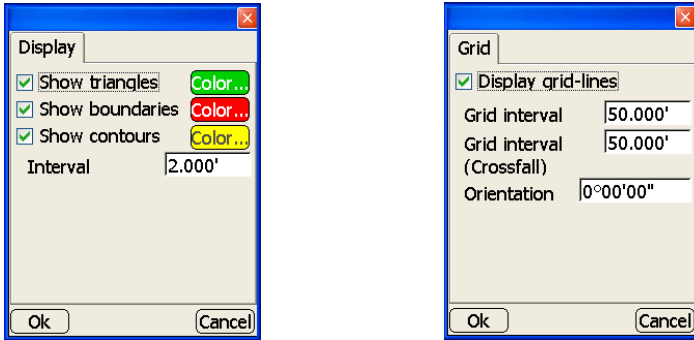 Display
Show triangles Color...
Show boundaries Color...
Show contours Color...
Interval 2.000'
Ok Cancel
Grid
Display grid-lines
Grid interval 50.000'
Grid interval 50.000'
(Crossfall)
Orientation 0°00'00"
Ok Cancel